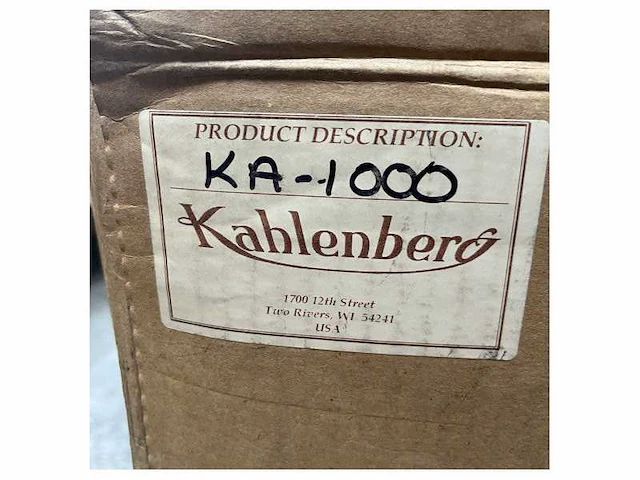 PRODUCT DESCRIPTION:
KA-1000
Kahlenberg
1700 12th Street
Two Rivers, WI 54241
USA